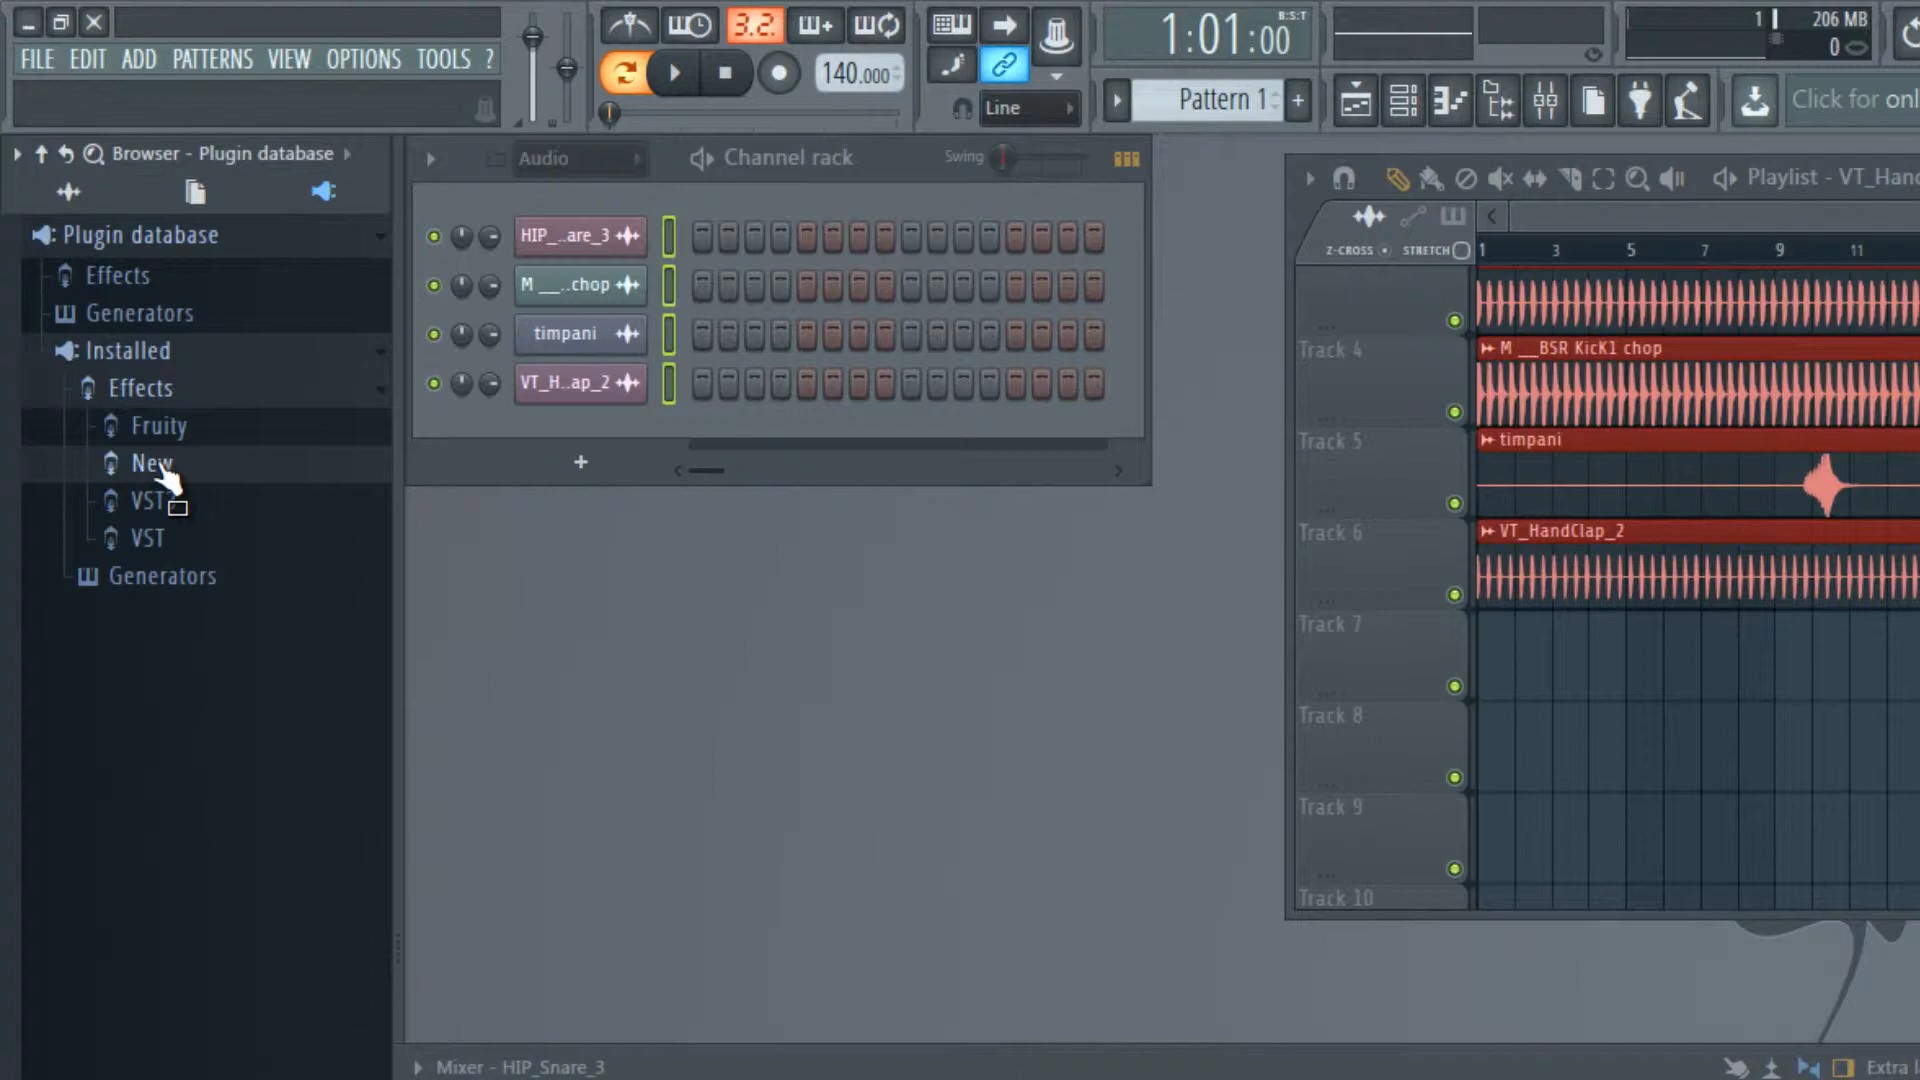 FILE EDIT ADD PATTERNS VIEW OPTIONS TOOLS ?
3.2
140.000
Line
1:01:00
B:S:T
Pattern 1
+
1
206 MB
0
Click for onl
Browser - Plugin database
Plugin database
Effects
Generators
Installed
Effects
Fruity
New
VST
VST
Generators
Audio
Channel rack
Swing
HIP_..are_3
M __..chop
timpani
VT_H..ap_2
+
Playlist - VT_Hand
Z-CROSS
STRETCH
1 3 5 7 9 11
Track 4
M __BSR KicK1 chop
Track 5
timpani
Track 6
VT_HandClap_2
Track 7
Track 8
Track 9
Track 10
Mixer - HIP_Snare_3
Extra l